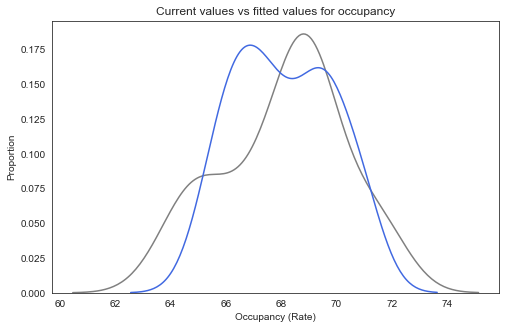 Current values vs fitted values for occupancy
0.175
0.150
0.125
0.100
0.075
0.050
0.025
0.000
Proportion
60 62 64 66 68 70 72 74
Occupancy (Rate)